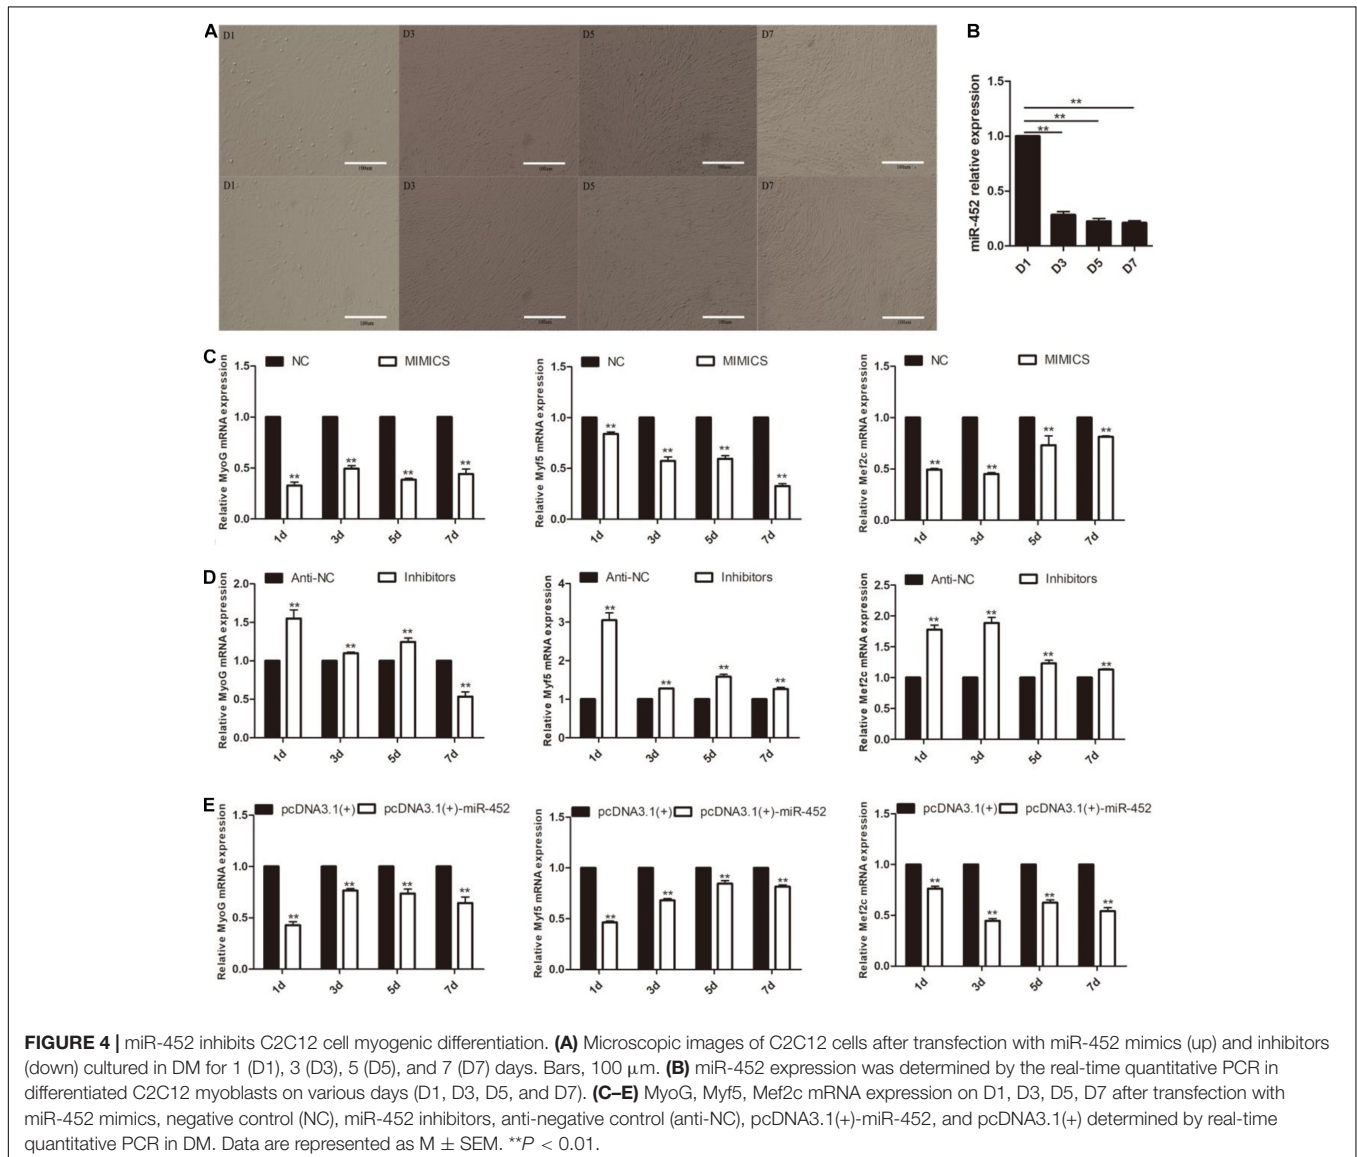 A
D1
D3
D5
D7
100um
100um
100um
100um
D1
D3
D5
D7
100um
100um
100um
100um
B
miR-452 relative expression
1.5
1.0
0.5
0.0
**
**
**
D1
D3
D5
D7
C
NC
MIMICS
Relative MyoG mRNA expression
1.5
1.0
0.5
0.0
**
**
**
**
1d
3d
5d
7d
NC
MIMICS
Relative Myf5 mRNA expression
1.5
1.0
0.5
0.0
**
**
**
**
1d
3d
5d
7d
NC
MIMICS
Relative Mef2c mRNA expression
1.5
1.0
0.5
0.0
**
**
**
**
1d
3d
5d
7d
D
Anti-NC
Inhibitors
Relative MyoG mRNA expression
2.0
1.5
1.0
0.5
0.0
**
**
**
**
1d
3d
5d
7d
Anti-NC
Inhibitors
Relative Myf5 mRNA expression
4
3
2
1
0
**
**
**
**
1d
3d
5d
7d
Anti-NC
Inhibitors
Relative Mef2c mRNA expression
2.5
2.0
1.5
1.0
0.5
0.0
**
**
**
**
1d
3d
5d
7d
E
pcDNA3.1(+)
pcDNA3.1(+)-miR-452
Relative MyoG mRNA expression
1.5
1.0
0.5
0.0
**
**
**
**
1d
3d
5d
7d
pcDNA3.1(+)
pcDNA3.1(+)-miR-452
Relative Myf5 mRNA expression
1.5
1.0
0.5
0.0
**
**
**
**
1d
3d
5d
7d
pcDNA3.1(+)
pcDNA3.1(+)-miR-452
Relative Mef2c mRNA expression
1.5
1.0
0.5
0.0
**
**
**
**
1d
3d
5d
7d
FIGURE 4 | miR-452 inhibits C2C12 cell myogenic differentiation. (A) Microscopic images of C2C12 cells after transfection with miR-452 mimics (up) and inhibitors
(down) cultured in DM for 1 (D1), 3 (D3), 5 (D5), and 7 (D7) days. Bars, 100 μm. (B) miR-452 expression was determined by the real-time quantitative PCR in
differentiated C2C12 myoblasts on various days (D1, D3, D5, and D7). (C–E) MyoG, Myf5, Mef2c mRNA expression on D1, D3, D5, D7 after transfection with
miR-452 mimics, negative control (NC), miR-452 inhibitors, anti-negative control (anti-NC), pcDNA3.1(+)-miR-452, and pcDNA3.1(+) determined by real-time
quantitative PCR in DM. Data are represented as M ± SEM. **P < 0.01.